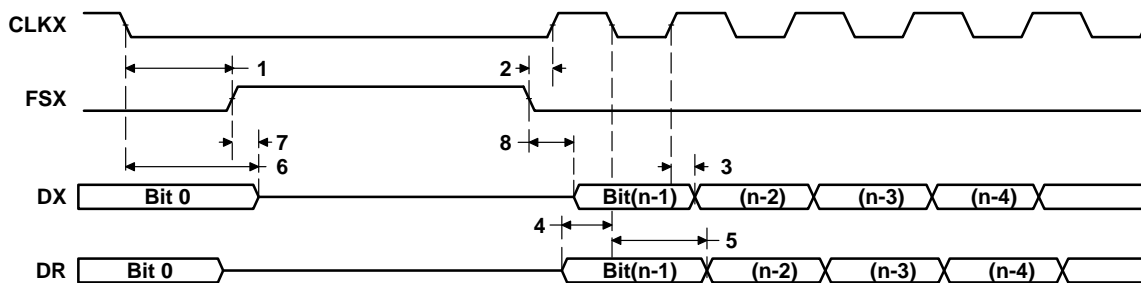 CLKX
1 2
FSX
7 8
6 3
DX Bit 0 Bit(n-1) (n-2) (n-3) (n-4)
4 5
DR Bit 0 Bit(n-1) (n-2) (n-3) (n-4)